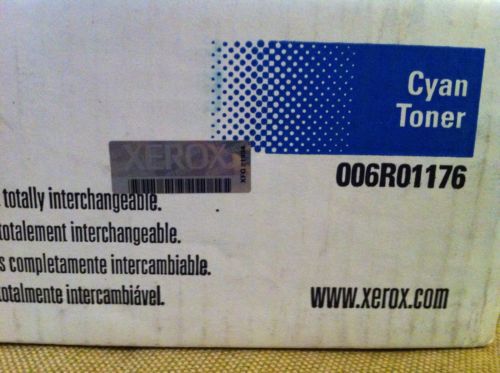 Cyan
Toner
XEROX
006R01176
totally interchangeable.
totalement interchangeable.
completamente intercambiable.
totalmente intercambiável.
www.xerox.com